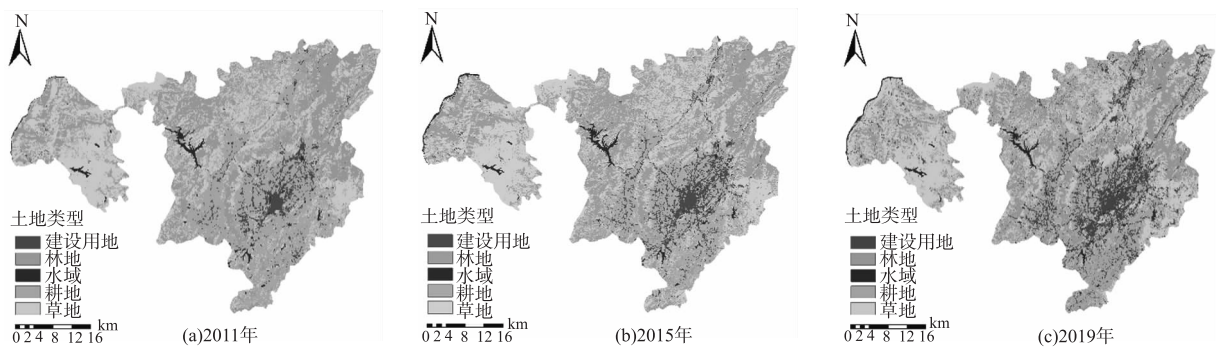 N
土地类型
建设用地
林地
水域
耕地
草地
km
0 2 4 8 12 16
(a)2011年
N
土地类型
建设用地
林地
水域
耕地
草地
km
0 2 4 8 12 16
(b)2015年
N
土地类型
建设用地
林地
水域
耕地
草地
km
0 2 4 8 12 16
(c)2019年